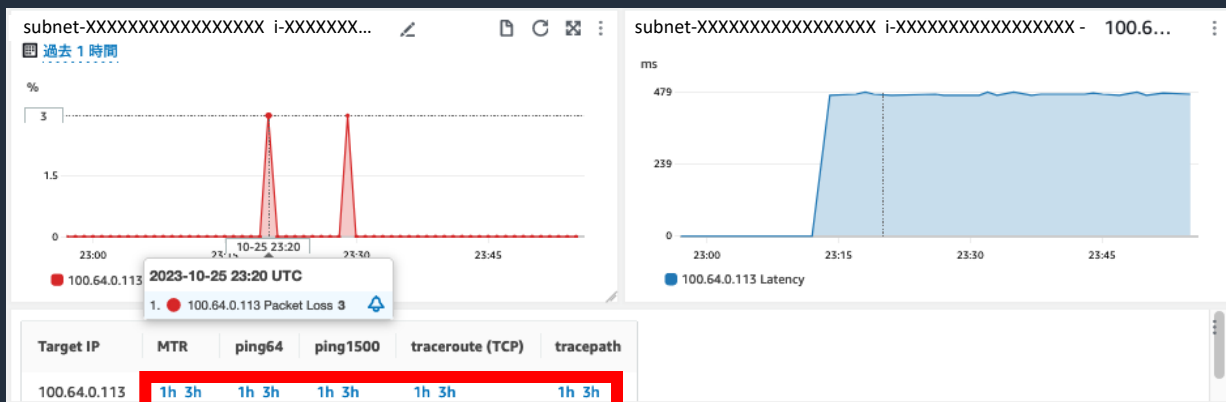 subnet-XXXXXXXXXXXXXXXXX i-XXXXXXX...
過去 1 時間
%
3
1.5
0
23:00
23:15
23:30
23:45
10-25 23:20
100.64.0.113
2023-10-25 23:20 UTC
1. 100.64.0.113 Packet Loss 3
subnet-XXXXXXXXXXXXXXXXX i-XXXXXXXXXXXXXXXXX - 100.6...
ms
479
239
0
23:00
23:15
23:30
23:45
100.64.0.113 Latency
Target IP MTR ping64 ping1500 traceroute (TCP) tracepath
100.64.0.113 1h 3h 1h 3h 1h 3h 1h 3h 1h 3h